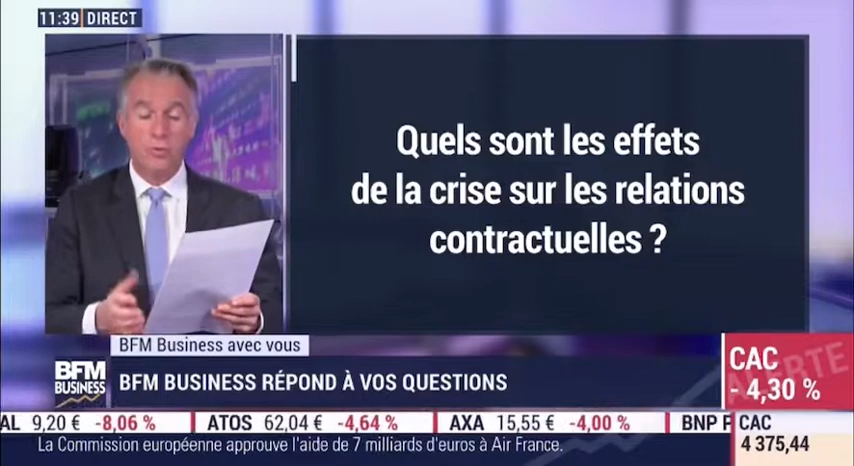 11:39 DIRECT
Quels sont les effets
de la crise sur les relations
contractuelles ?
BFM Business avec vous
BFM
BUSINESS
BFM BUSINESS RÉPOND À VOS QUESTIONS
CAC
- 4,30 %
ALERTE
AL 9,20 € -8,06 % ATOS 62,04 € -4,64 % AXA 15,55 € -4,00 % BNP P CAC
La Commission européenne approuve l'aide de 7 milliards d'euros à Air France.
4 375,44